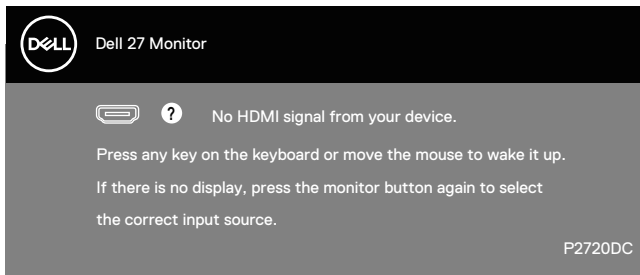 DELL
Dell 27 Monitor
? No HDMI signal from your device.
Press any key on the keyboard or move the mouse to wake it up.
If there is no display, press the monitor button again to select
the correct input source.
P2720DC